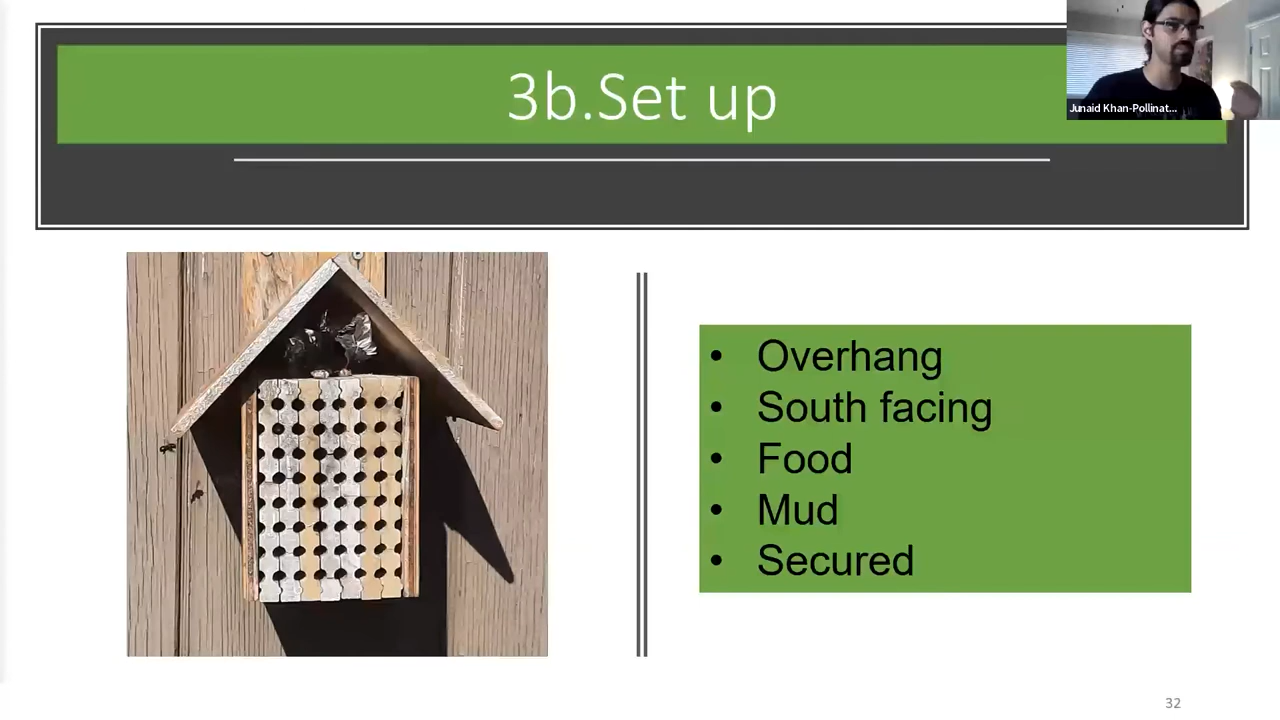 3b.Set up
Junaid Khan-Pollinat...
• Overhang
• South facing
• Food
• Mud
• Secured
32